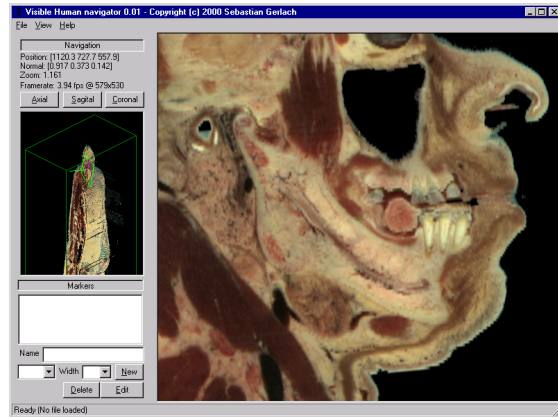 Visible Human navigator 0.01 - Copyright (c) 2000 Sebastian Gerlach
File View Help
Navigation
Position: [1120.3 727.7 557.9]
Normal: [0.917 0.373 0.142]
Zoom: 1.161
Framerate: 3.94 fps @ 579x530
Axial Sagital Coronal
Markers
Name
Width New
Delete Edit
Ready (No file loaded)